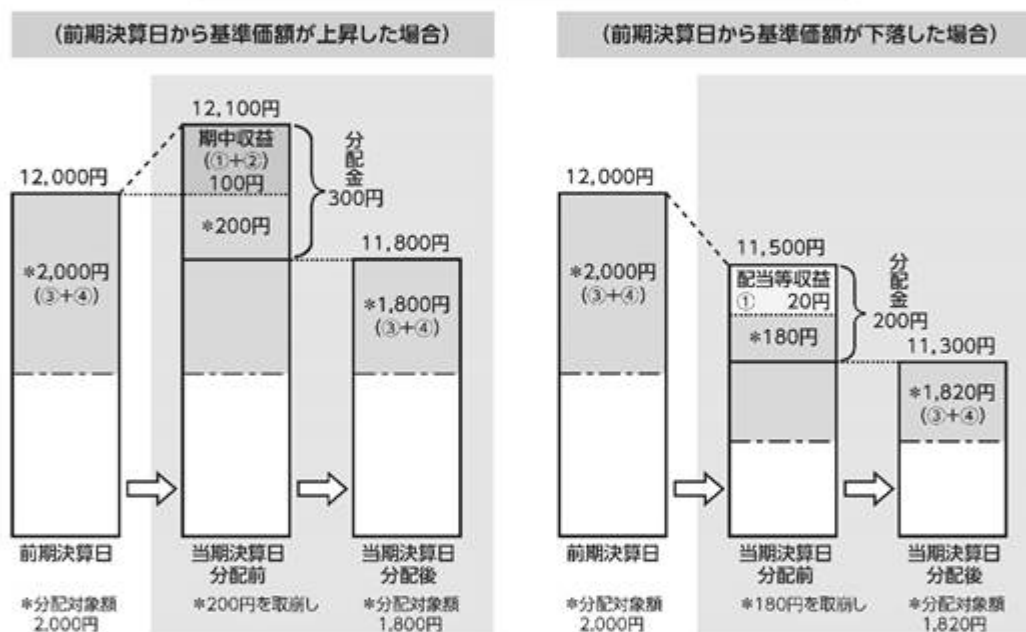 (前期決算日から基準価額が上昇した場合)
12,100円
期中収益
(①+②)
100円
*200円
分配金
300円
12,000円
*2,000円
(③+④)
11,800円
*1,800円
(③+④)
前期決算日
当期決算日
分配前
当期決算日
分配後
*分配対象額
2,000円
*200円を取崩し
*分配対象額
1,800円
(前期決算日から基準価額が下落した場合)
12,000円
*2,000円
(③+④)
11,500円
配当等収益
① 20円
*180円
分配金
200円
11,300円
*1,820円
(③+④)
前期決算日
当期決算日
分配前
当期決算日
分配後
*分配対象額
2,000円
*180円を取崩し
*分配対象額
1,820円